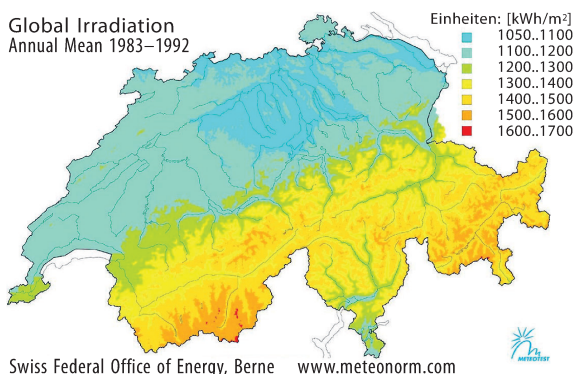 Global Irradiation
Annual Mean 1983–1992
Einheiten: [kWh/m²]
1050..1100
1100..1200
1200..1300
1300..1400
1400..1500
1500..1600
1600..1700
METEOTEST
Swiss Federal Office of Energy, Berne www.meteonorm.com